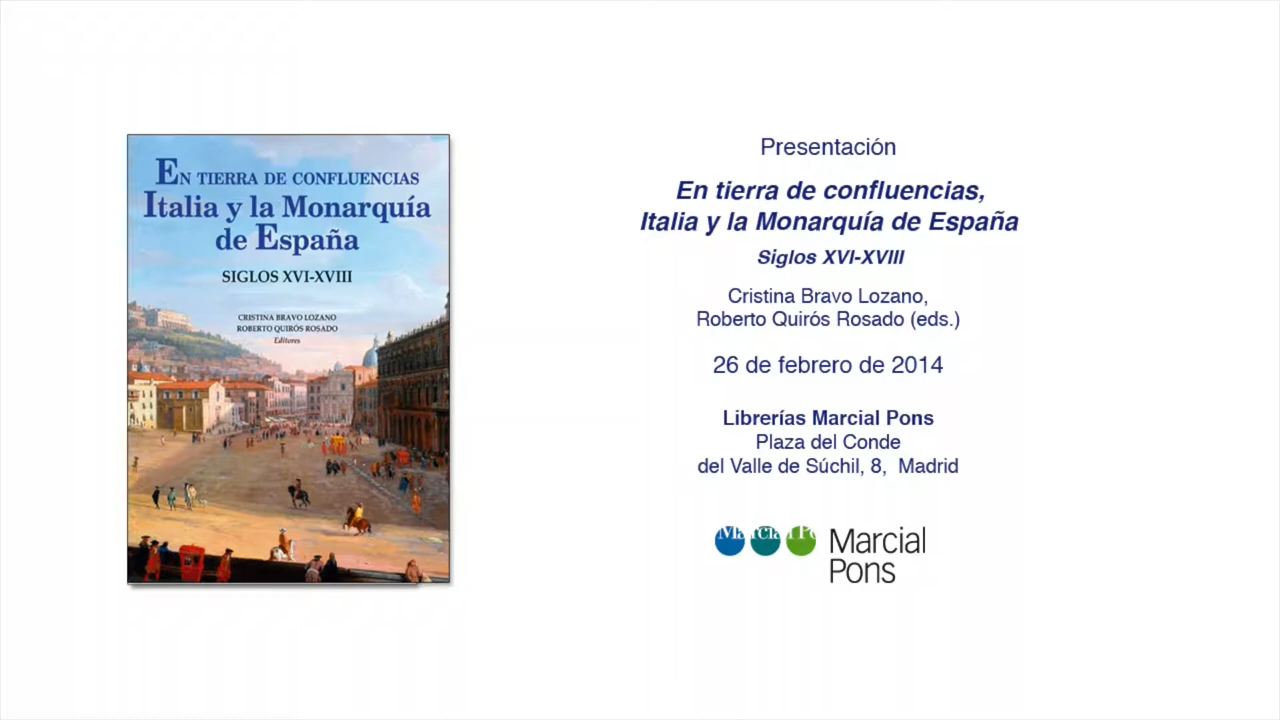 En tierra de confluencias
Italia y la Monarquía
de España
SIGLOS XVI-XVIII
CRISTINA BRAVO LOZANO
ROBERTO QUIRÓS ROSADO
Editores
Presentación
En tierra de confluencias,
Italia y la Monarquía de España
Siglos XVI-XVIII
Cristina Bravo Lozano,
Roberto Quirós Rosado (eds.)
26 de febrero de 2014
Librerías Marcial Pons
Plaza del Conde
del Valle de Súchil, 8, Madrid
Marcial Po
Marcial
Pons